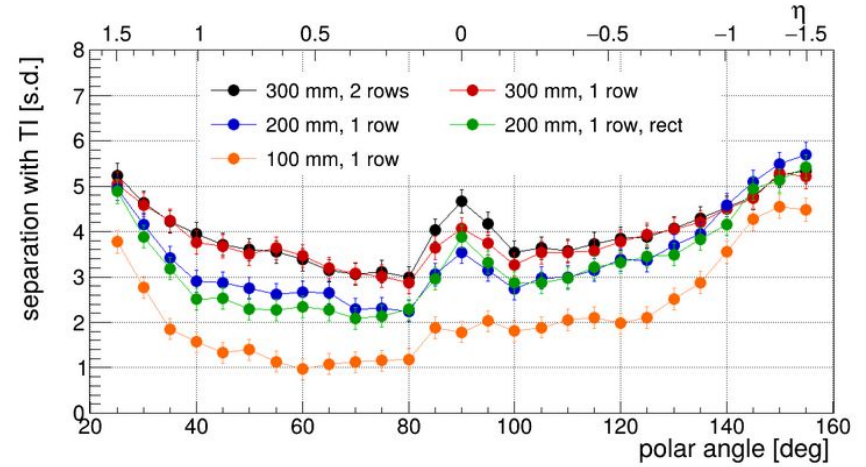 η
1.5 1 0.5 0 −0.5 −1 −1.5
separation with TI [s.d.]
8
7
6
5
4
3
2
1
0
300 mm, 2 rows 300 mm, 1 row
200 mm, 1 row 200 mm, 1 row, rect
100 mm, 1 row
20 40 60 80 100 120 140 160
polar angle [deg]